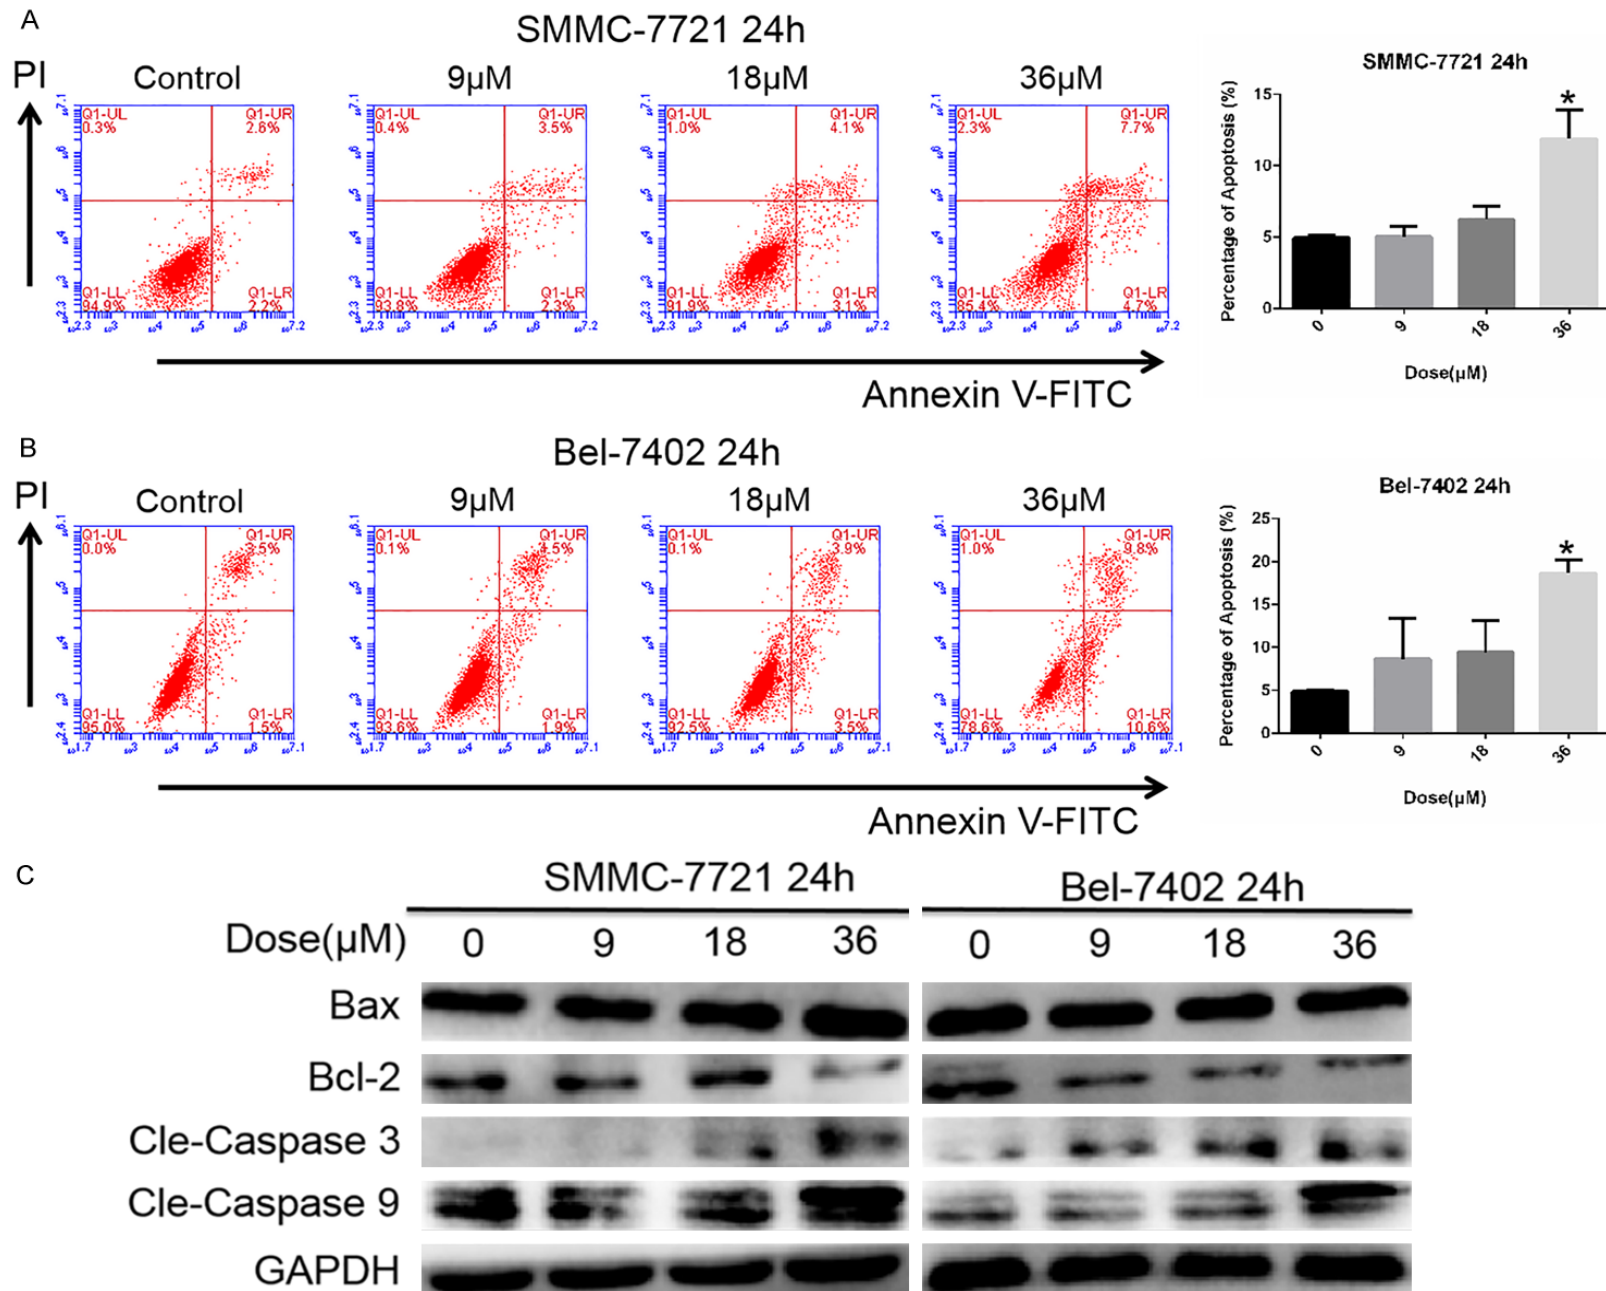 A
SMMC-7721 24h
PI
Control 9μM 18μM 36μM
Q1-UL Q1-UR Q1-UL Q1-UR Q1-UL Q1-UR Q1-UL Q1-UR
0.3% 2.6% 0.4% 3.5% 1.0% 4.1% 2.3% 7.7%
Q1-LL Q1-LR Q1-LL Q1-LR Q1-LL Q1-LR Q1-LL Q1-LR
94.9% 2.2% 93.8% 2.3% 91.9% 3.1% 85.4% 4.7%
Annexin V-FITC
SMMC-7721 24h
Percentage of Apoptosis (%)
15
*
10
5
0
0 9 18 36
Dose(μM)
B
Bel-7402 24h
PI
Control 9μM 18μM 36μM
Q1-UL Q1-UR Q1-UL Q1-UR Q1-UL Q1-UR Q1-UL Q1-UR
0.0% 3.5% 0.1% 4.5% 0.1% 3.9% 1.0% 9.8%
Q1-LL Q1-LR Q1-LL Q1-LR Q1-LL Q1-LR Q1-LL Q1-LR
95.0% 1.5% 93.6% 1.9% 92.5% 3.5% 78.6% 10.6%
Annexin V-FITC
Bel-7402 24h
Percentage of Apoptosis (%)
25
*
20
15
10
5
0
0 9 18 36
Dose(μM)
C
SMMC-7721 24h Bel-7402 24h
Dose(μM) 0 9 18 36 0 9 18 36
Bax
Bcl-2
Cle-Caspase 3
Cle-Caspase 9
GAPDH